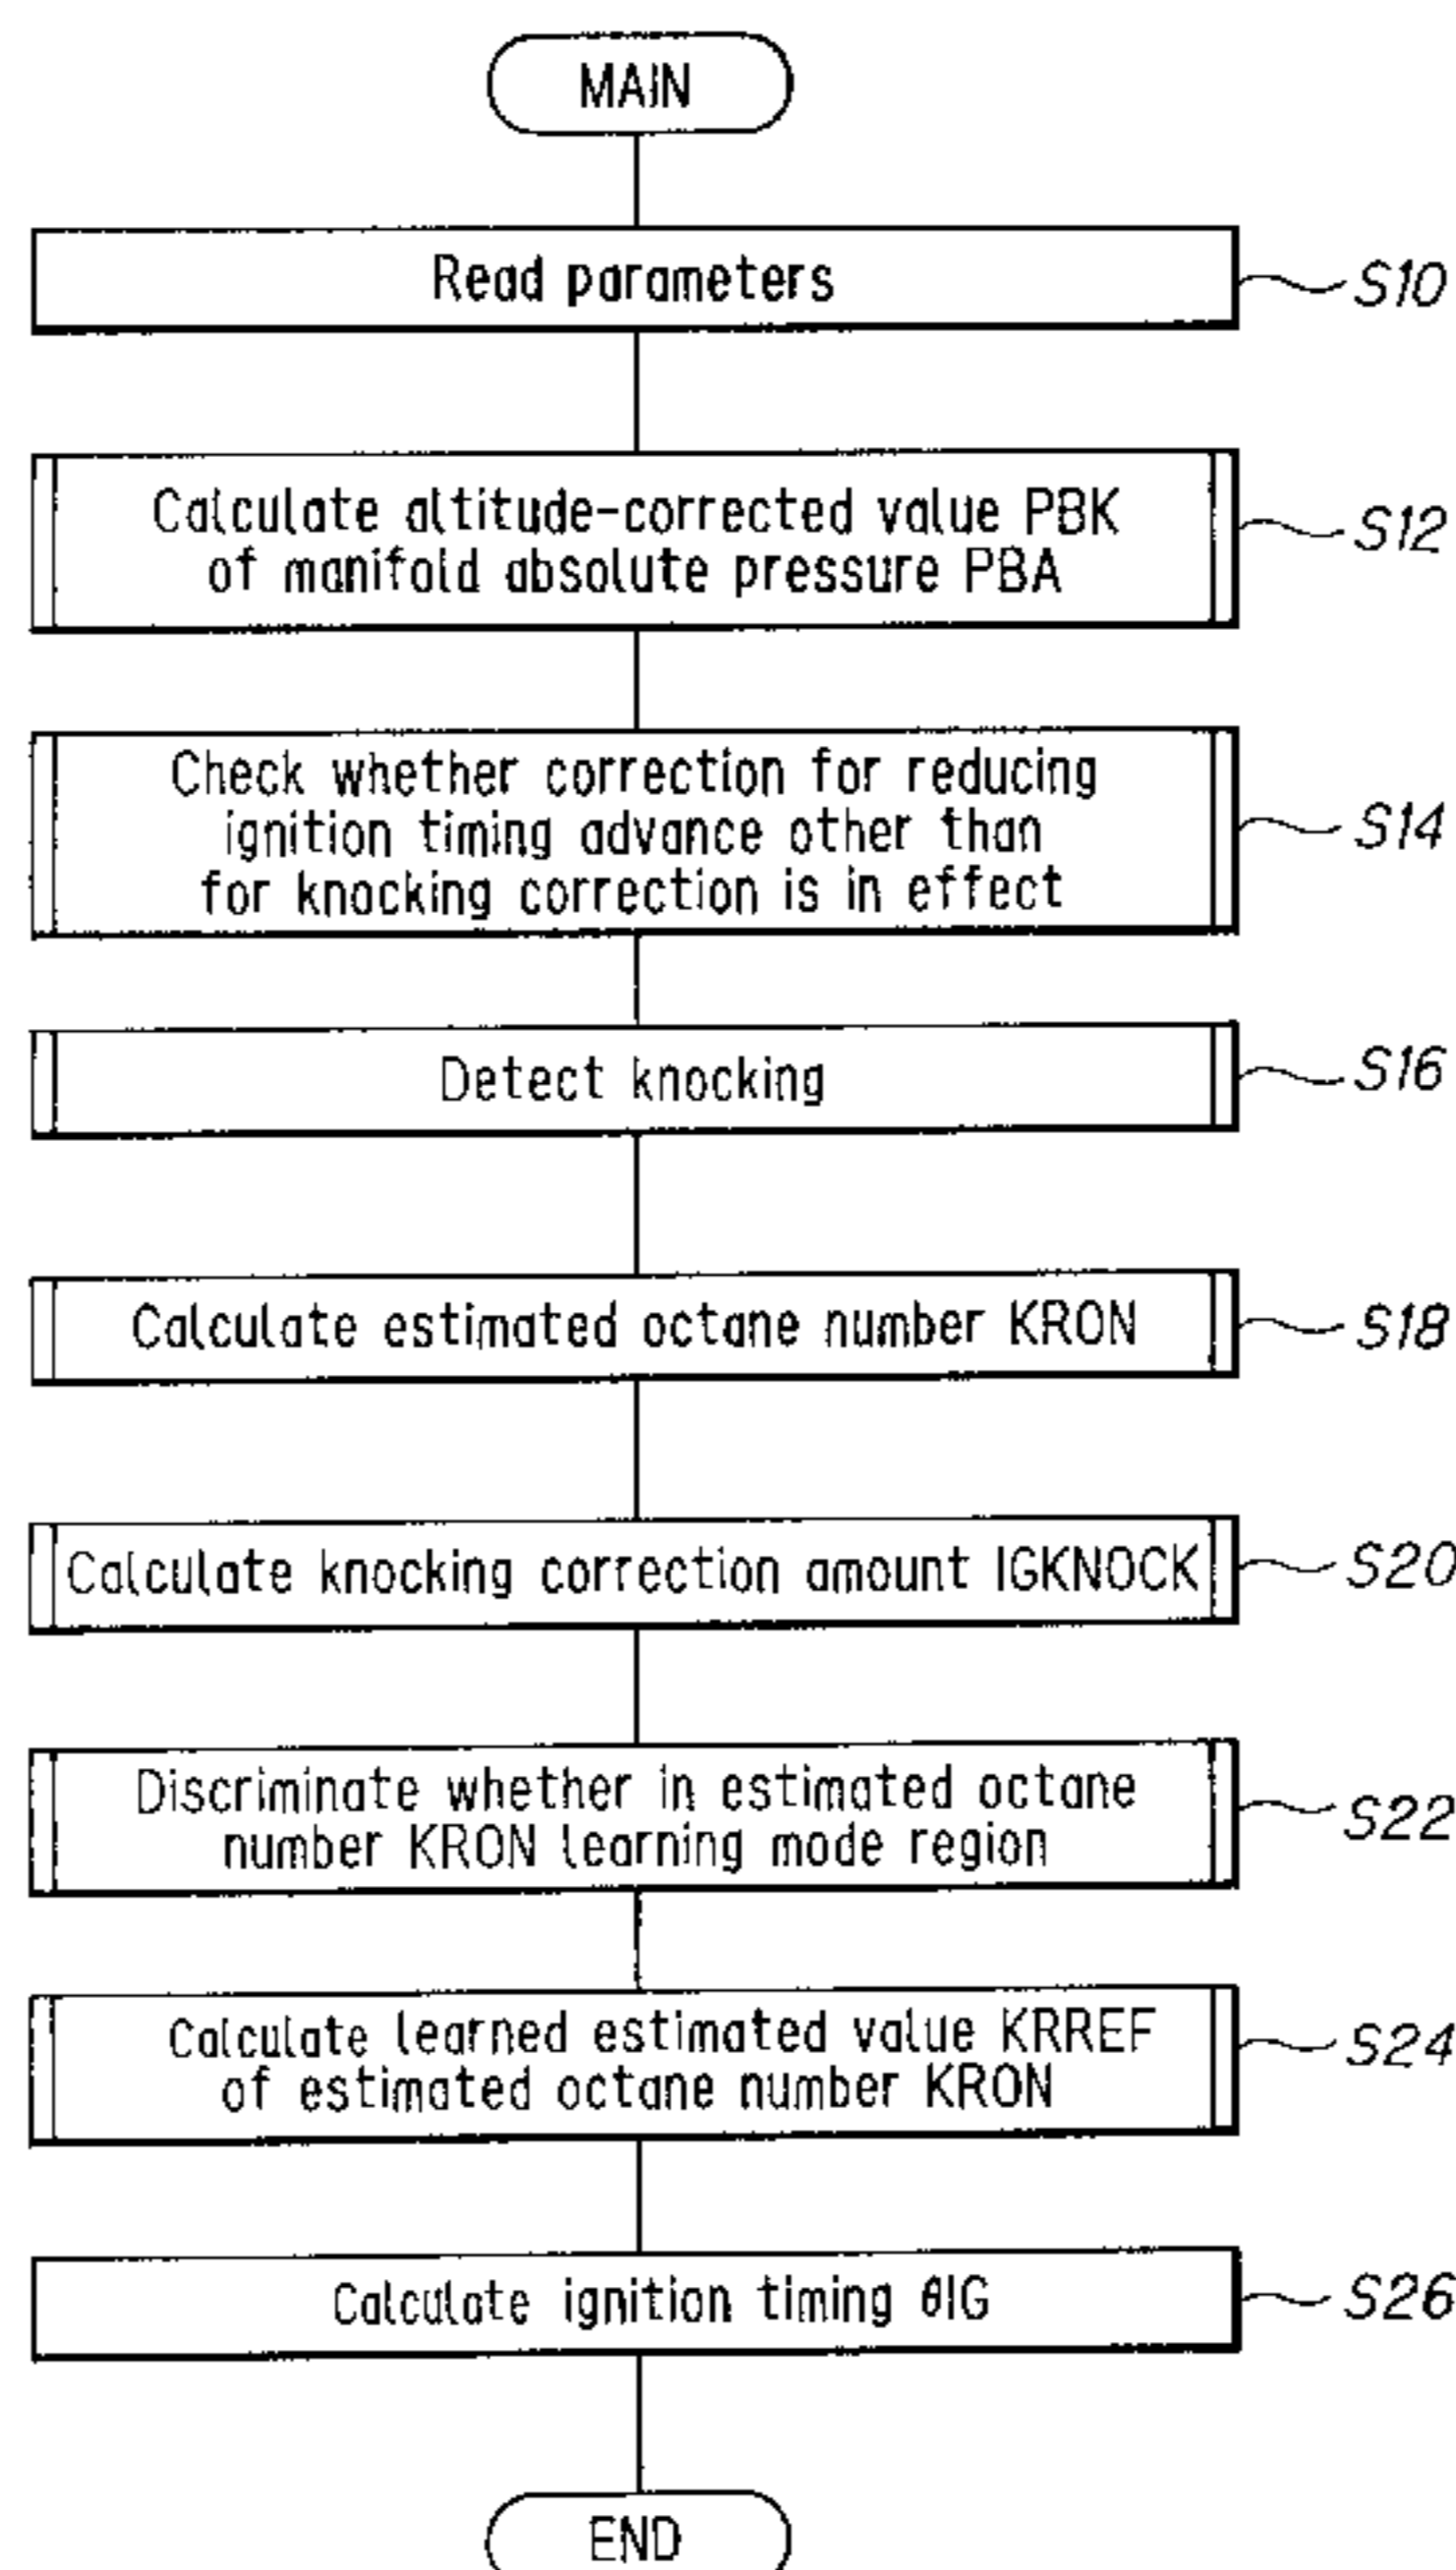 MAIN
Read parameters
S10
Calculate altitude-corrected value PBK
of manifold absolute pressure PBA
S12
Check whether correction for reducing
ignition timing advance other than
for knocking correction is in effect
S14
Detect knocking
S16
Calculate estimated octane number KRON
S18
Calculate knocking correction amount IGKNOCK
S20
Discriminate whether in estimated octane
number KRON learning mode region
S22
Calculate learned estimated value KRREF
of estimated octane number KRON
S24
Calculate ignition timing θIG
S26
END